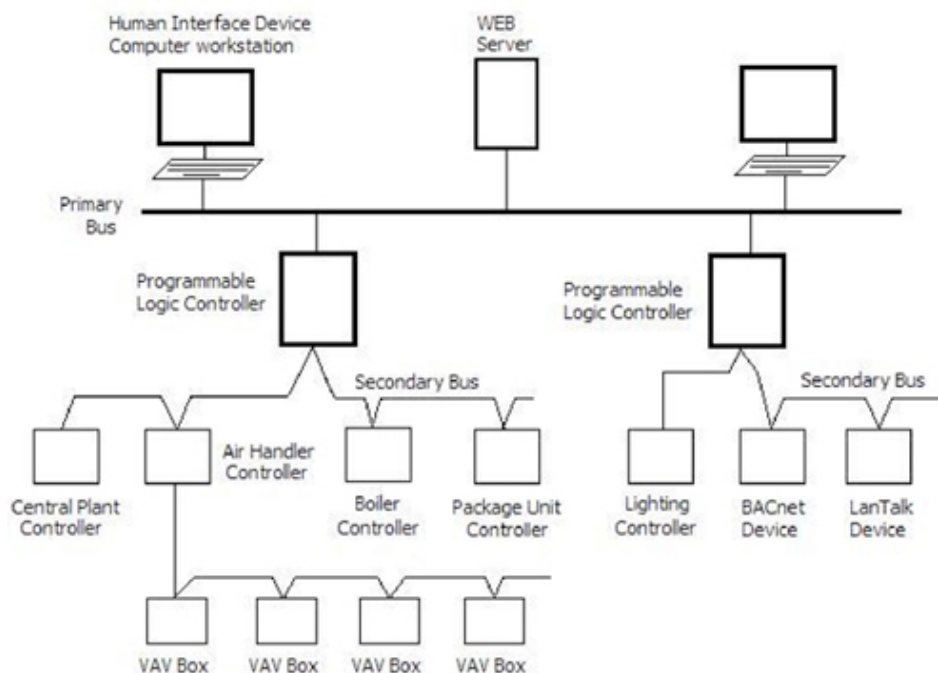 Human Interface Device
Computer workstation
WEB
Server
Primary
Bus
Programmable
Logic Controller
Programmable
Logic Controller
Secondary Bus
Secondary Bus
Central Plant
Controller
Air Handler
Controller
Boiler
Controller
Package Unit
Controller
Lighting
Controller
BACnet
Device
LanTalk
Device
VAV Box
VAV Box
VAV Box
VAV Box